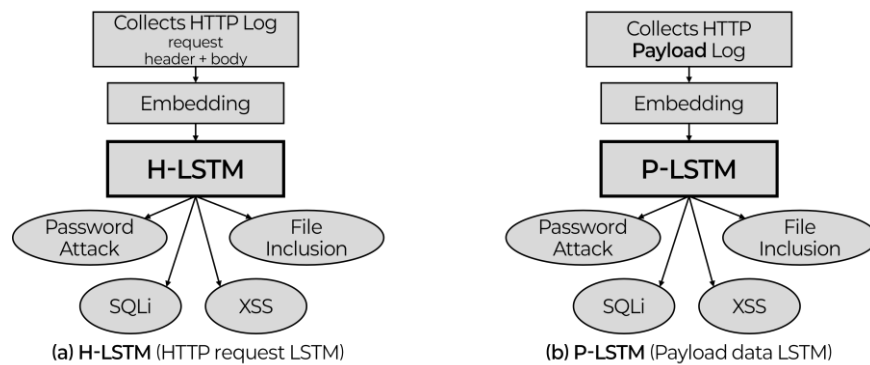 Collects HTTP Log
request
header + body
Embedding
H-LSTM
Password
Attack
File
Inclusion
SQLi
XSS
(a) H-LSTM (HTTP request LSTM)
Collects HTTP
Payload Log
Embedding
P-LSTM
Password
Attack
File
Inclusion
SQLi
XSS
(b) P-LSTM (Payload data LSTM)